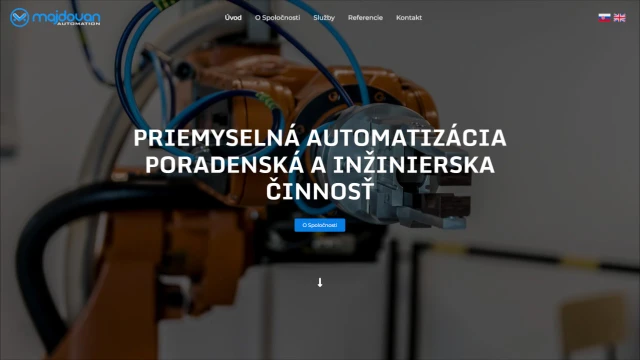 majdovan
AUTOMATION
Úvod
O Spoločnosti
Služby
Referencie
Kontakt
PRIEMYSELNÁ AUTOMATIZÁCIA
PORADENSKÁ A INŽINIERSKA
ČINNOSŤ
O Spoločnosti